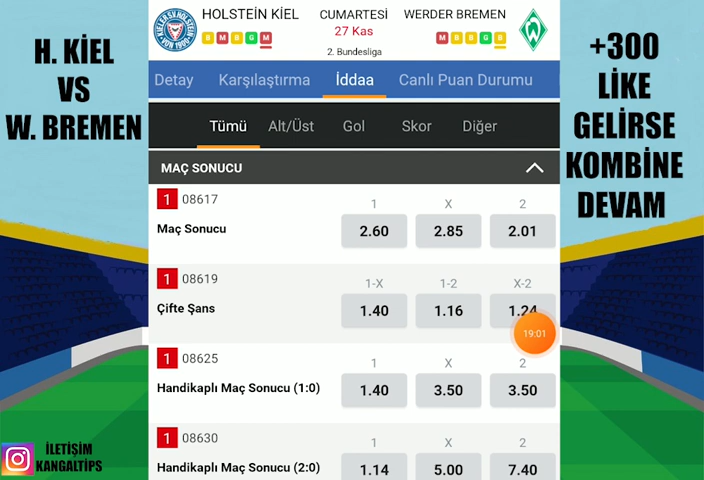 H. KİEL
VS
W. BREMEN
HOLSTEİN KİEL
B M B G M
CUMARTESİ
27 Kas
2. Bundesliga
WERDER BREMEN
M B B G B
Detay Karşılaştırma İddaa Canlı Puan Durumu
Tümü Alt/Üst Gol Skor Diğer
MAÇ SONUCU
1 08617 1 X 2
Maç Sonucu 2.60 2.85 2.01
1 08619 1-X 1-2 X-2
Çifte Şans 1.40 1.16 1.24
19:01
1 08625 1 X 2
Handikaplı Maç Sonucu (1:0) 1.40 3.50 3.50
1 08630 1 X 2
Handikaplı Maç Sonucu (2:0) 1.14 5.00 7.40
+300
LİKE
GELİRSE
KOMBİNE
DEVAM
İLETİŞİM
KANGALTİPS